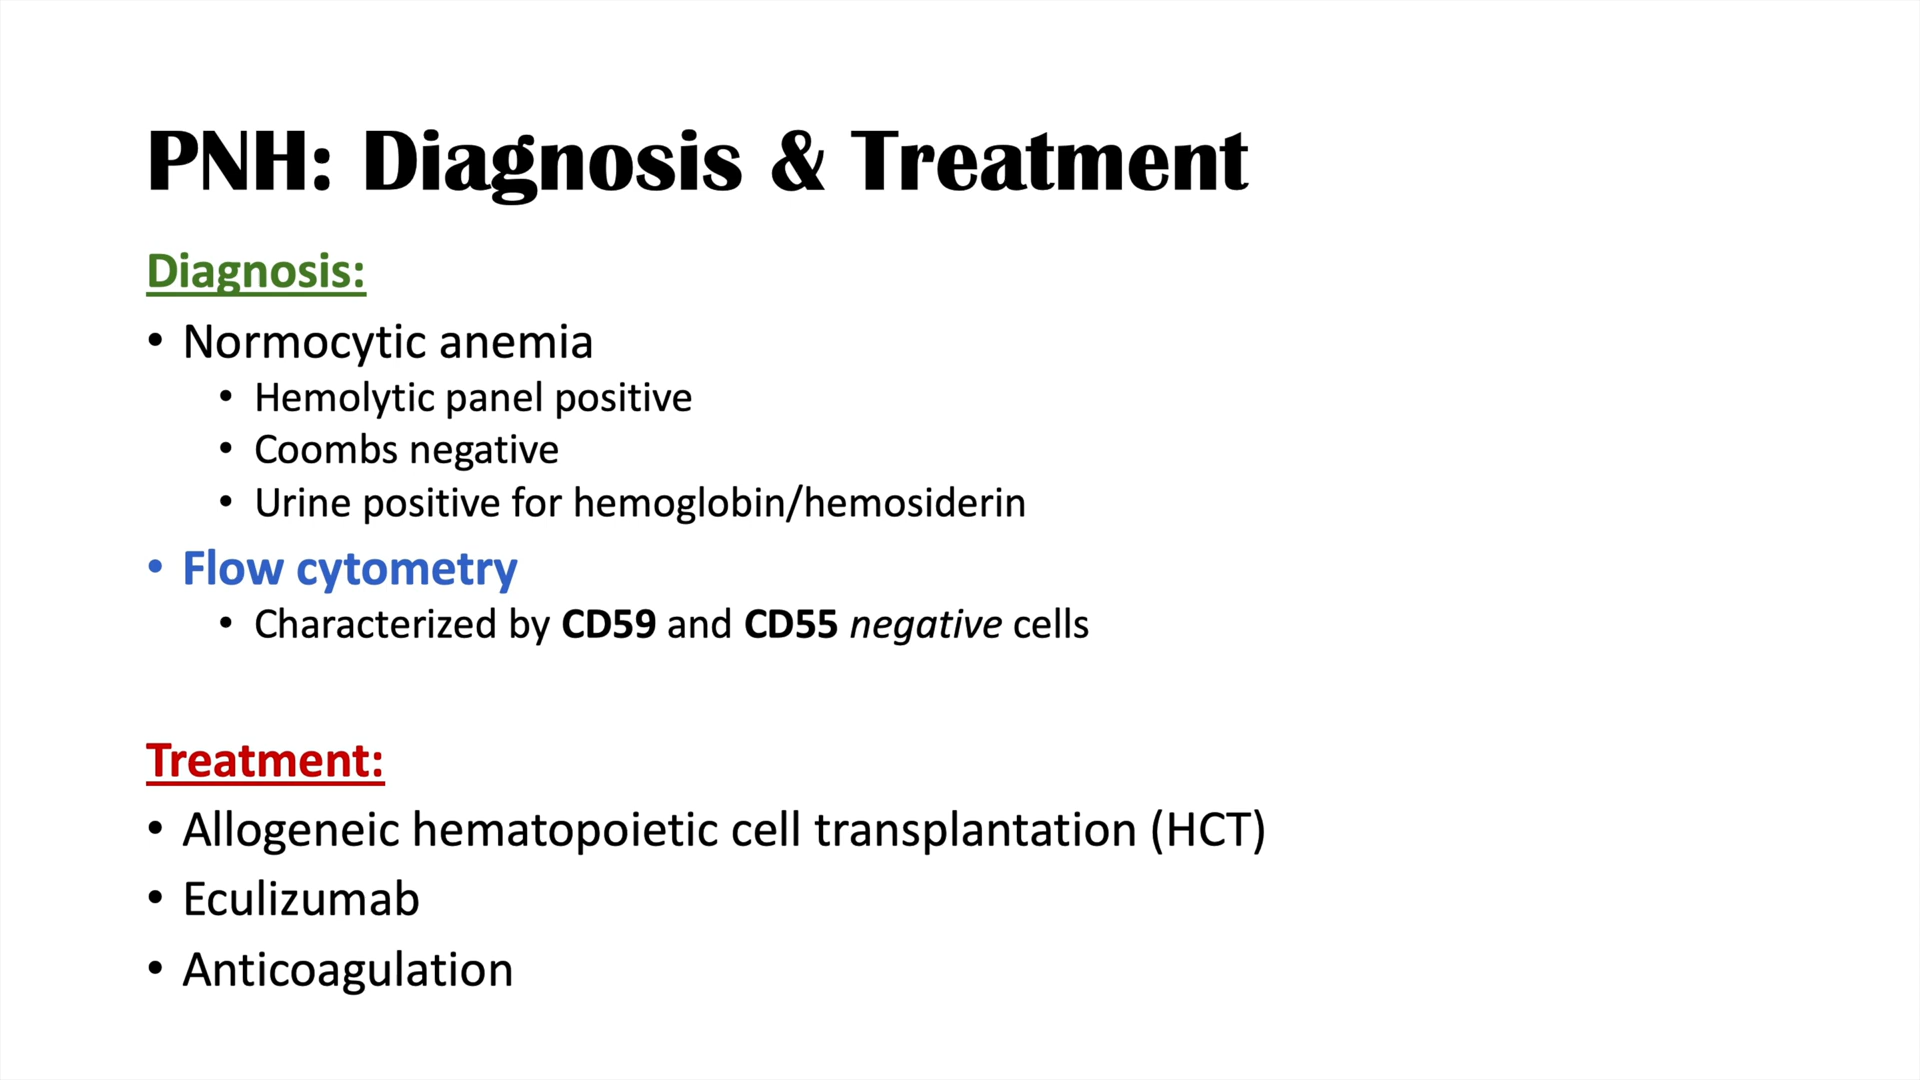 PNH: Diagnosis & Treatment
Diagnosis:
• Normocytic anemia
• Hemolytic panel positive
• Coombs negative
• Urine positive for hemoglobin/hemosiderin
• Flow cytometry
• Characterized by CD59 and CD55 negative cells
Treatment:
• Allogeneic hematopoietic cell transplantation (HCT)
• Eculizumab
• Anticoagulation